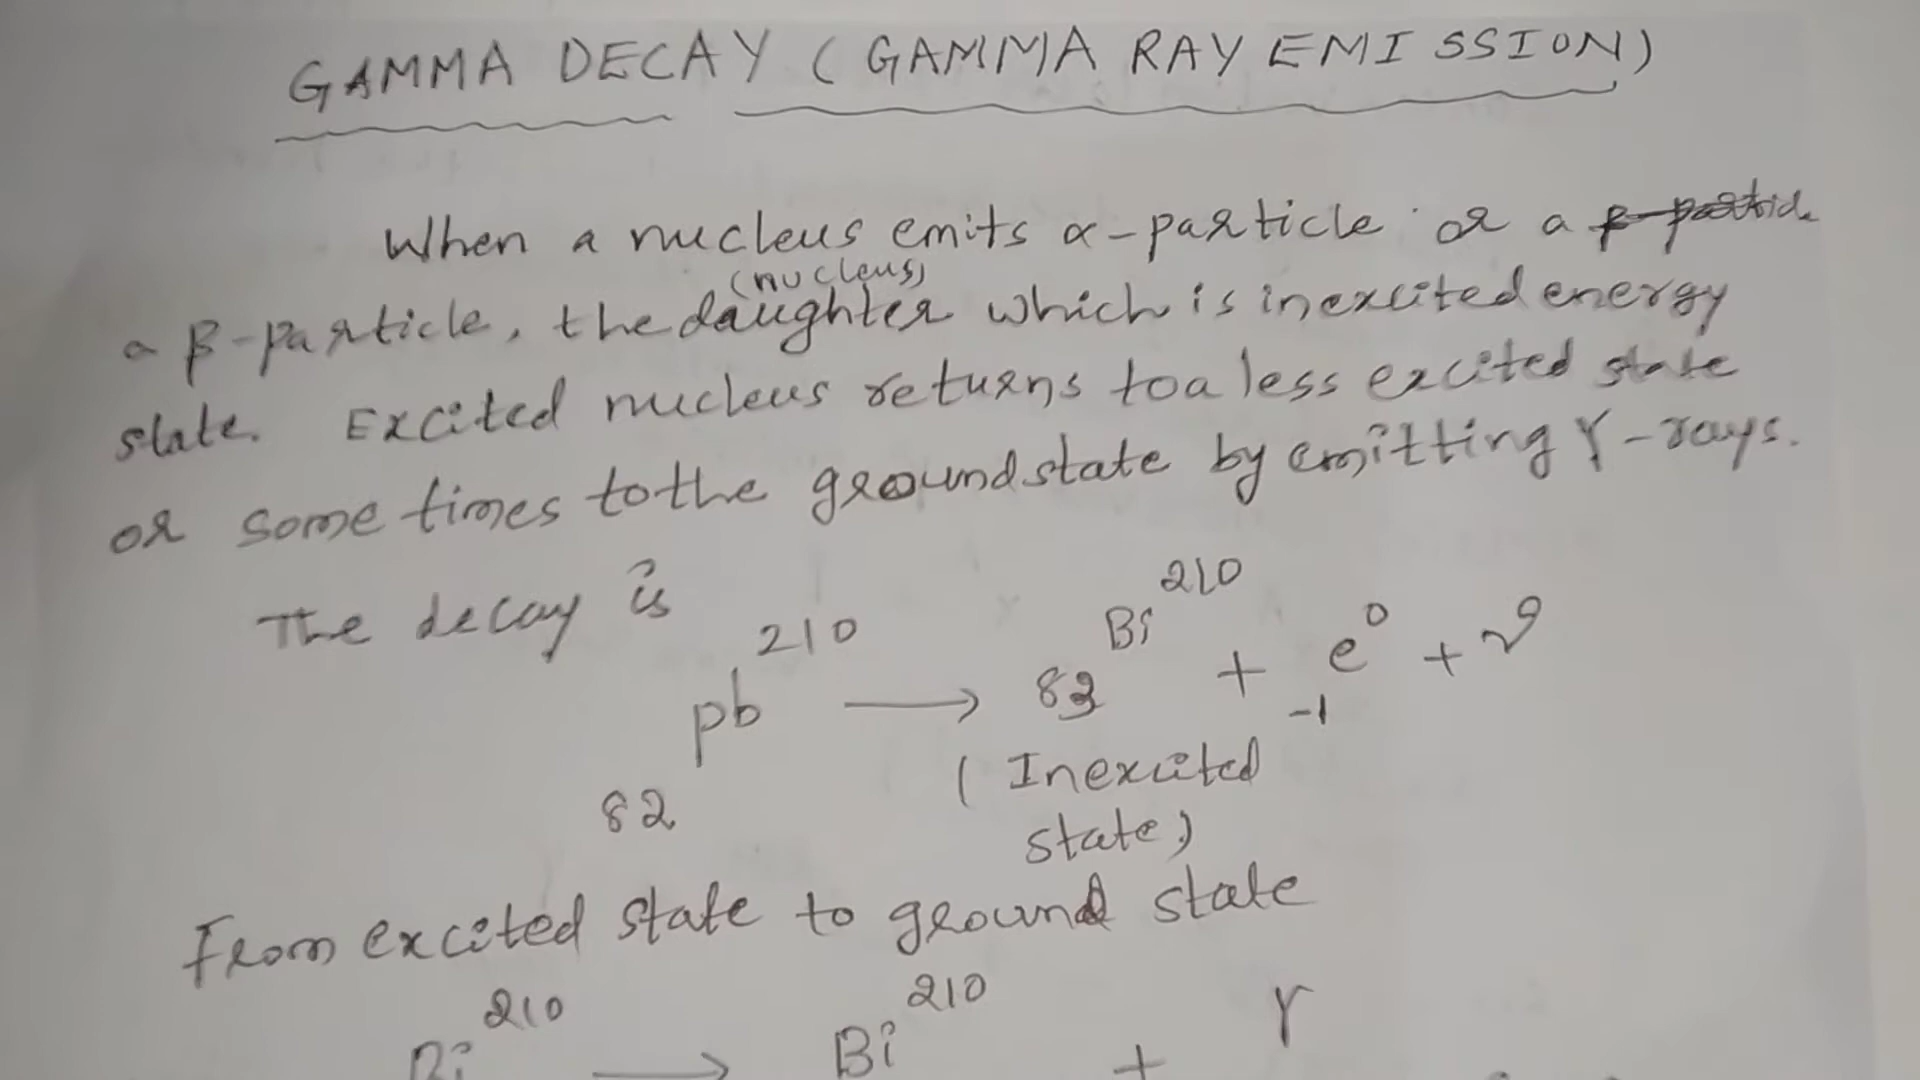 GAMMA DECAY (GAMMA RAY EMISSION)
When a nucleus emits α-particle or a β-particle
a β-particle, the daughter (nucleus) which is in excited energy
state. Excited nucleus returns to a less excited state
or some times to the ground state by emitting γ-rays.
The decay is
82 pb 210 → 83 Bi 210 + -1 e 0 + ν
(In excited
state)
From excited state to ground state
Bi 210 → Bi 210 + γ